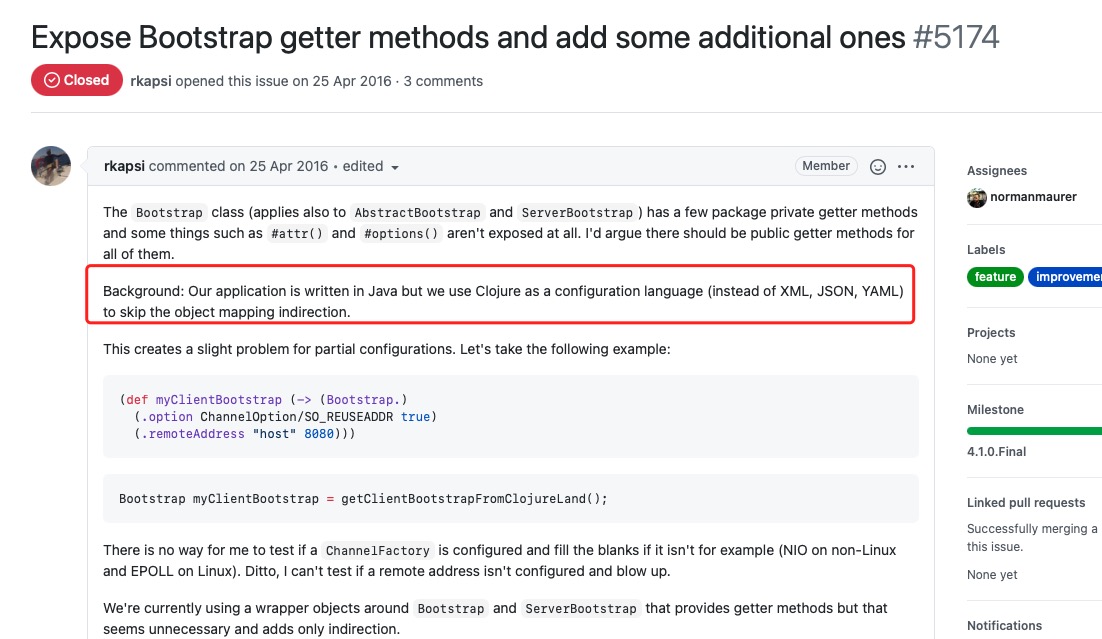 Expose Bootstrap getter methods and add some additional ones #5174
Closed rkapsi opened this issue on 25 Apr 2016 · 3 comments
rkapsi commented on 25 Apr 2016 • edited
Member
The Bootstrap class (applies also to AbstractBootstrap and ServerBootstrap ) has a few package private getter methods
and some things such as #attr() and #options() aren't exposed at all. I'd argue there should be public getter methods for
all of them.
Background: Our application is written in Java but we use Clojure as a configuration language (instead of XML, JSON, YAML)
to skip the object mapping indirection.
This creates a slight problem for partial configurations. Let's take the following example:
(def myClientBootstrap (-> (Bootstrap.)
(.option ChannelOption/SO_REUSEADDR true)
(.remoteAddress "host" 8080)))
Bootstrap myClientBootstrap = getClientBootstrapFromClojureLand();
There is no way for me to test if a ChannelFactory is configured and fill the blanks if it isn't for example (NIO on non-Linux
and EPOLL on Linux). Ditto, I can't test if a remote address isn't configured and blow up.
We're currently using a wrapper objects around Bootstrap and ServerBootstrap that provides getter methods but that
seems unnecessary and adds only indirection.
Assignees
normanmaurer
Labels
feature improvemen
Projects
None yet
Milestone
4.1.0.Final
Linked pull requests
Successfully merging a
this issue.
None yet
Notifications